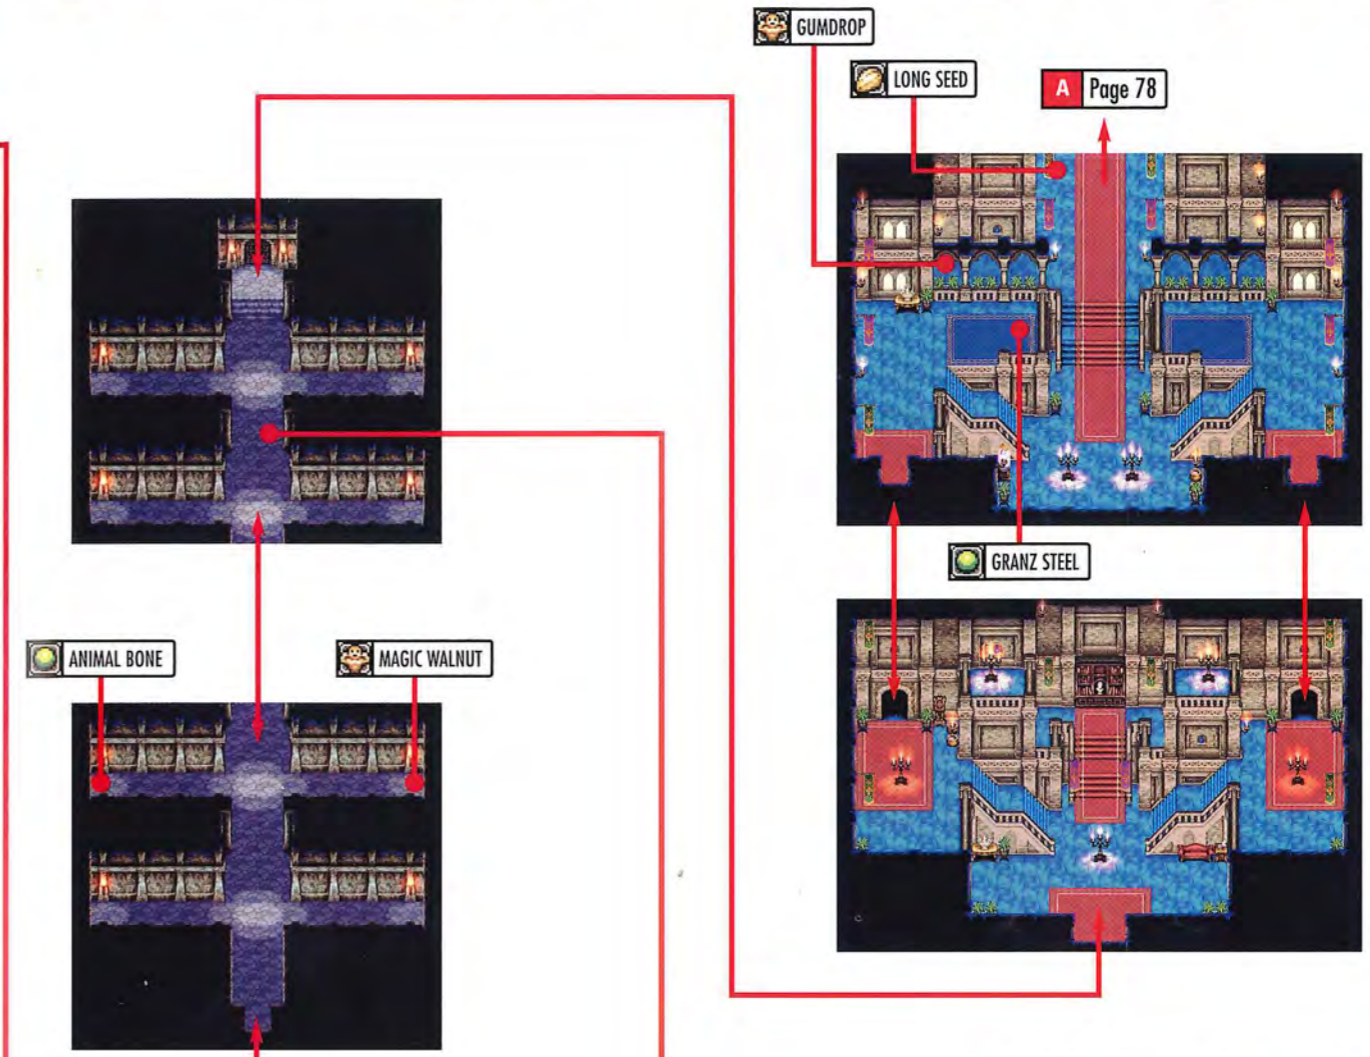 GUMDROP
LONG SEED
A Page 78
GRANZ STEEL
ANIMAL BONE
MAGIC WALNUT